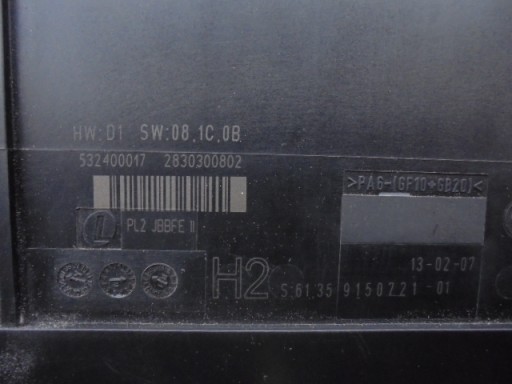 HW:D1 SW:08.1C.0B
532400017 2830300802
>PA6-(GF10+GB20)<
PL2 JBBFE II
13-02-07
H2 S:61.35 9150221-01